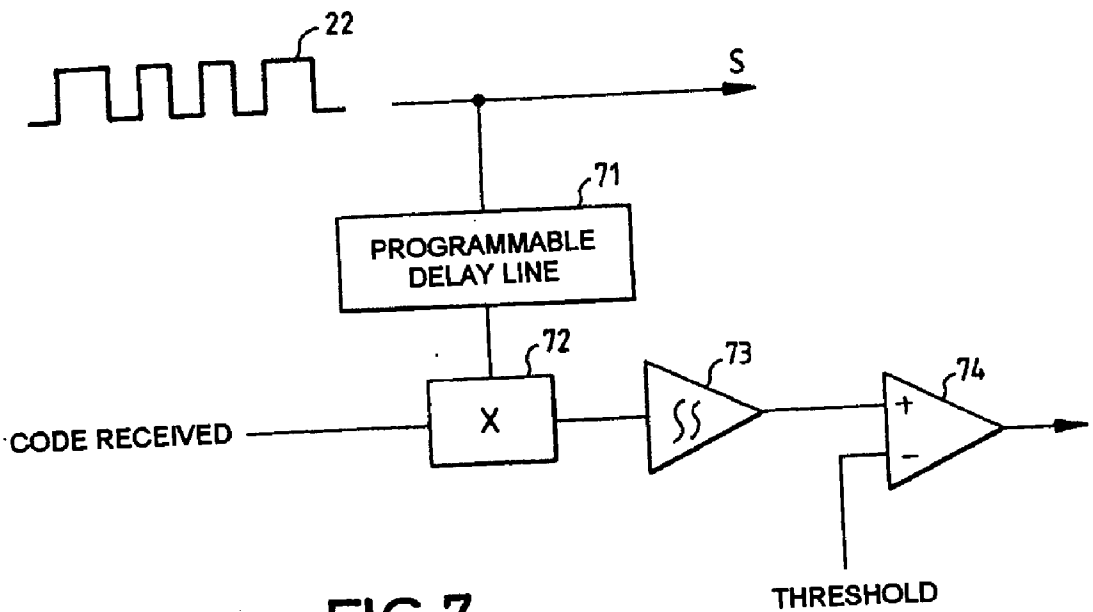 22
S
71
PROGRAMMABLE
DELAY LINE
72
73
74
X
∫∫
+
-
CODE RECEIVED
THRESHOLD
FIG.7